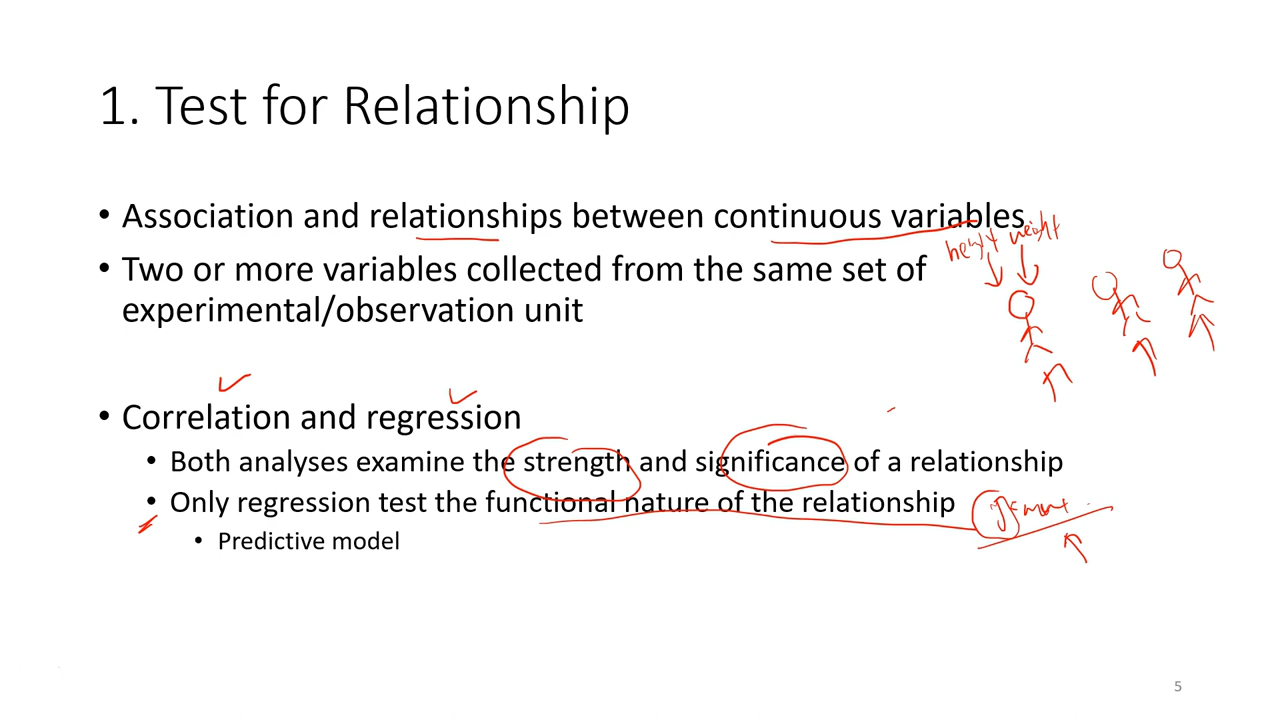 1. Test for Relationship
• Association and relationships between continuous variables
height weight
• Two or more variables collected from the same set of
experimental/observation unit
• Correlation and regression
• Both analyses examine the strength and significance of a relationship
• Only regression test the functional nature of the relationship
• Predictive model
5